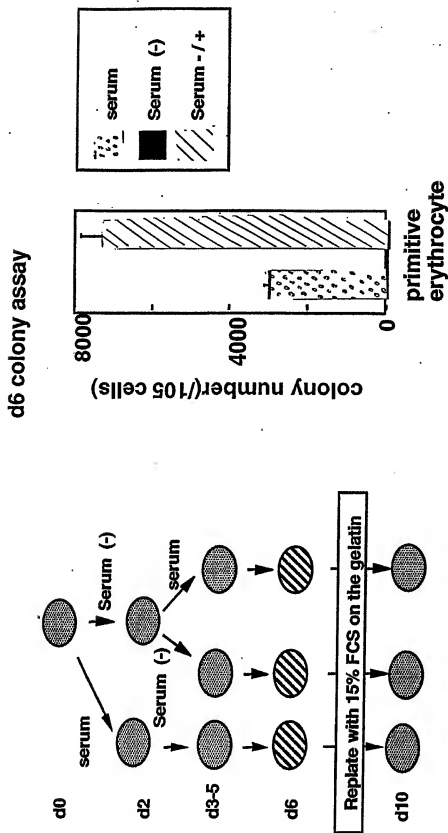 d0
serum
Serum (-)
d2
Serum (-)
serum
d3-5
d6
Replate with 15% FCS on the gelatin
d10
d6 colony assay
colony number(/105 cells)
8000
4000
0
primitive
erythrocyte
serum
Serum (-)
Serum - / +